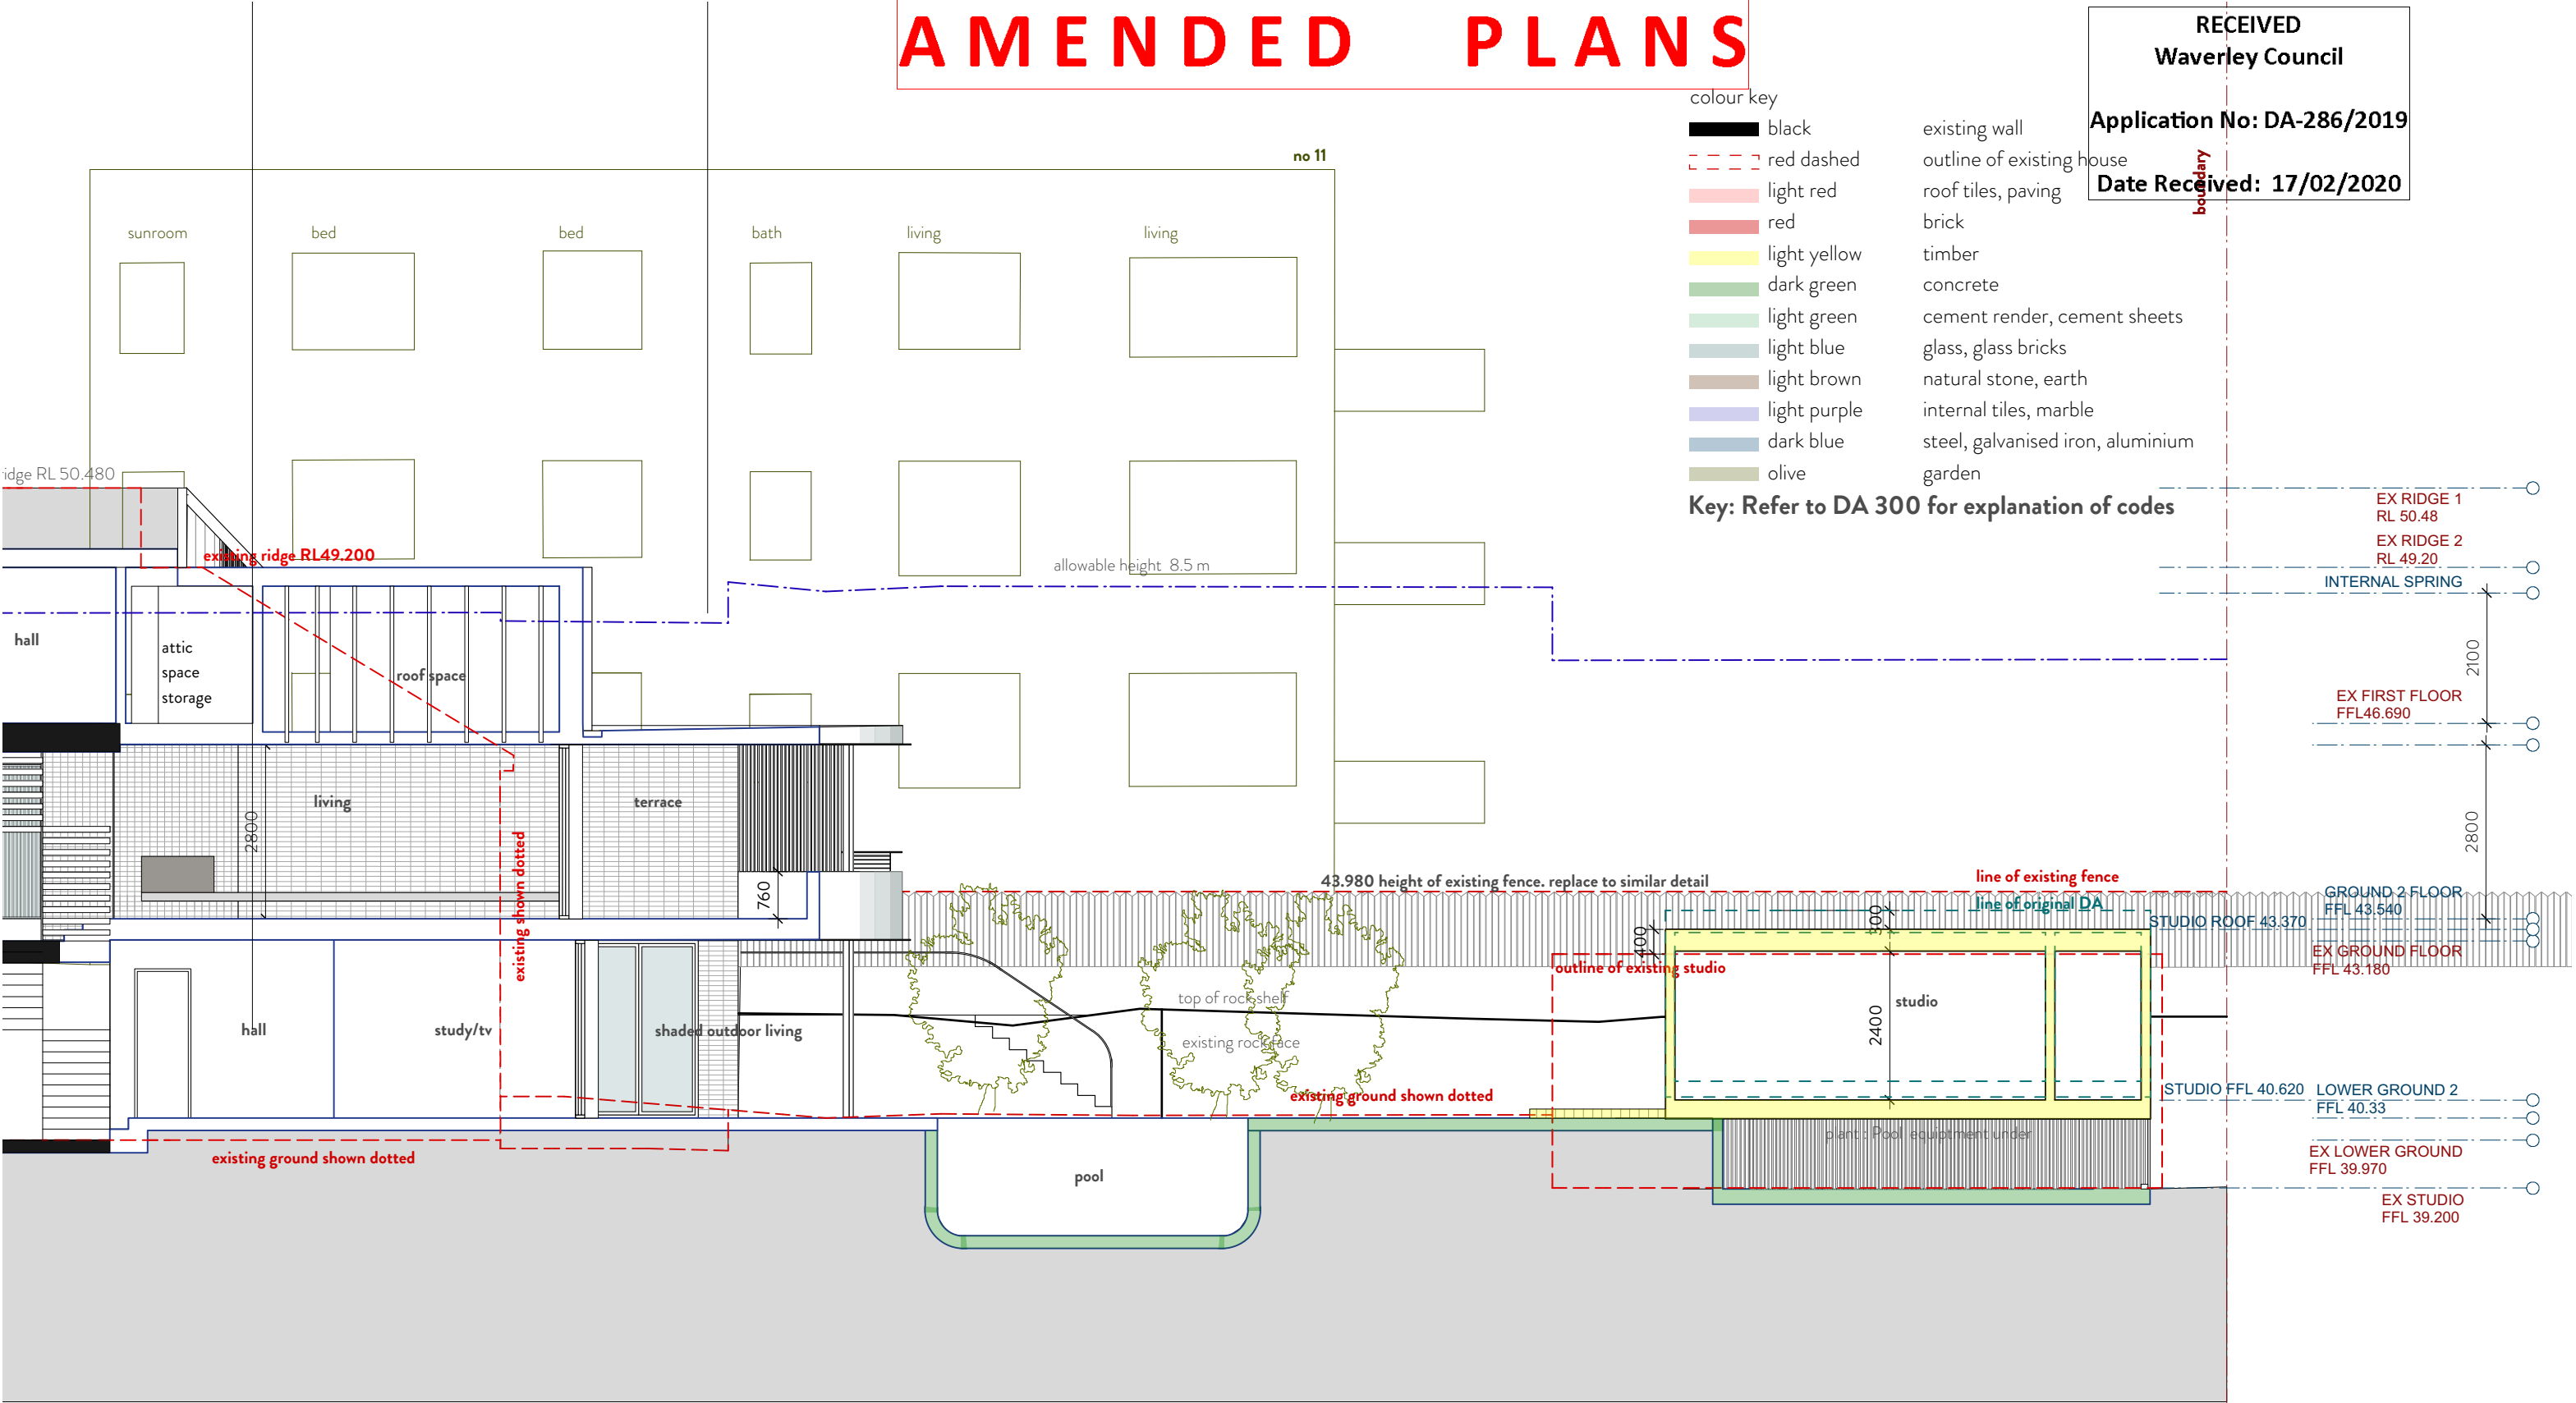 AMENDED PLANS
RECEIVED
Waverley Council
Application No: DA-286/2019
Date Received: 17/02/2020
boundary
colour key
black existing wall
red dashed outline of existing house
light red roof tiles, paving
red brick
light yellow timber
dark green concrete
light green cement render, cement sheets
light blue glass, glass bricks
light brown natural stone, earth
light purple internal tiles, marble
dark blue steel, galvanised iron, aluminium
olive garden
Key: Refer to DA 300 for explanation of codes
no 11
sunroom bed bed bath living living
idge RL 50.480
existing ridge RL49.200
allowable height 8.5 m
EX RIDGE 1
RL 50.48
EX RIDGE 2
RL 49.20
INTERNAL SPRING
2100
EX FIRST FLOOR
FFL46.690
2800
hall
attic
space
storage
roof space
living
2800
terrace
existing shown dotted
760
43.980 height of existing fence. replace to similar detail
line of existing fence
line of original DA
GROUND 2 FLOOR
FFL 43.540
STUDIO ROOF 43.370
EX GROUND FLOOR
FFL 43.180
400
300
outline of existing studio
studio
2400
top of rock shelf
existing rock face
hall
study/tv
shaded outdoor living
existing ground shown dotted
STUDIO FFL 40.620
LOWER GROUND 2
FFL 40.33
plant : Pool equiptment under
existing ground shown dotted
pool
EX LOWER GROUND
FFL 39.970
EX STUDIO
FFL 39.200